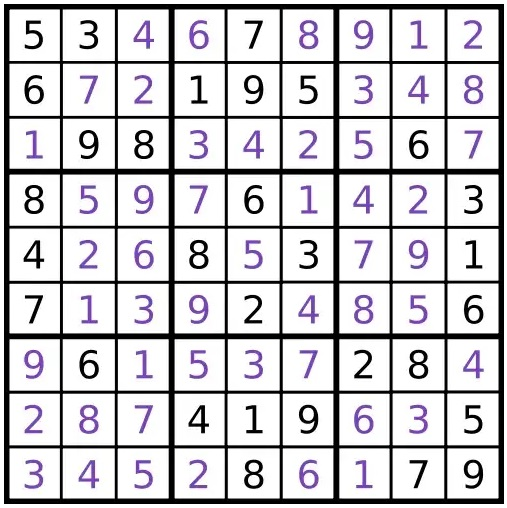 5 3 4 6 7 8 9 1 2
6 7 2 1 9 5 3 4 8
1 9 8 3 4 2 5 6 7
8 5 9 7 6 1 4 2 3
4 2 6 8 5 3 7 9 1
7 1 3 9 2 4 8 5 6
9 6 1 5 3 7 2 8 4
2 8 7 4 1 9 6 3 5
3 4 5 2 8 6 1 7 9